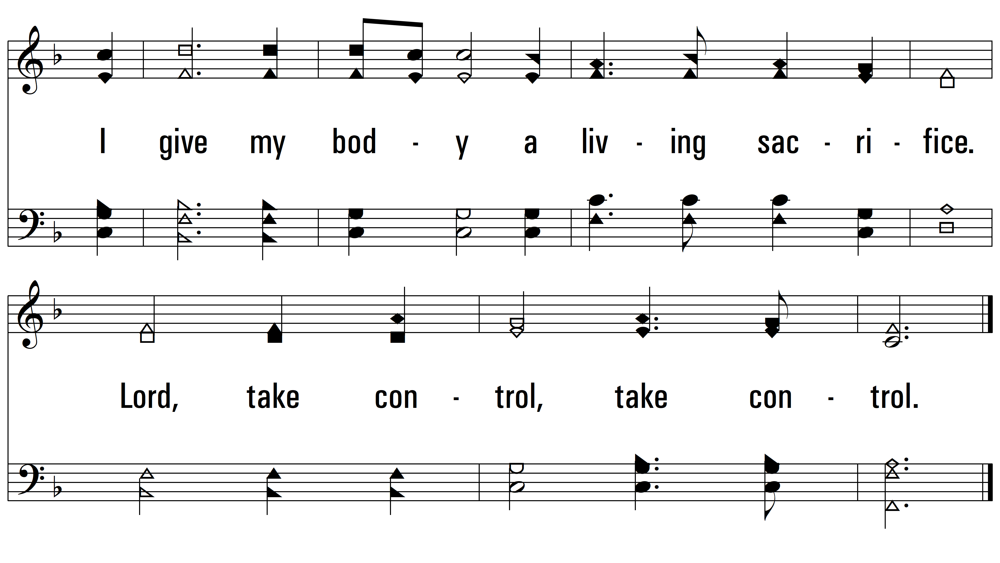 I give my bod - y a liv - ing sac - ri - fice.
Lord, take con - trol, take con - trol.